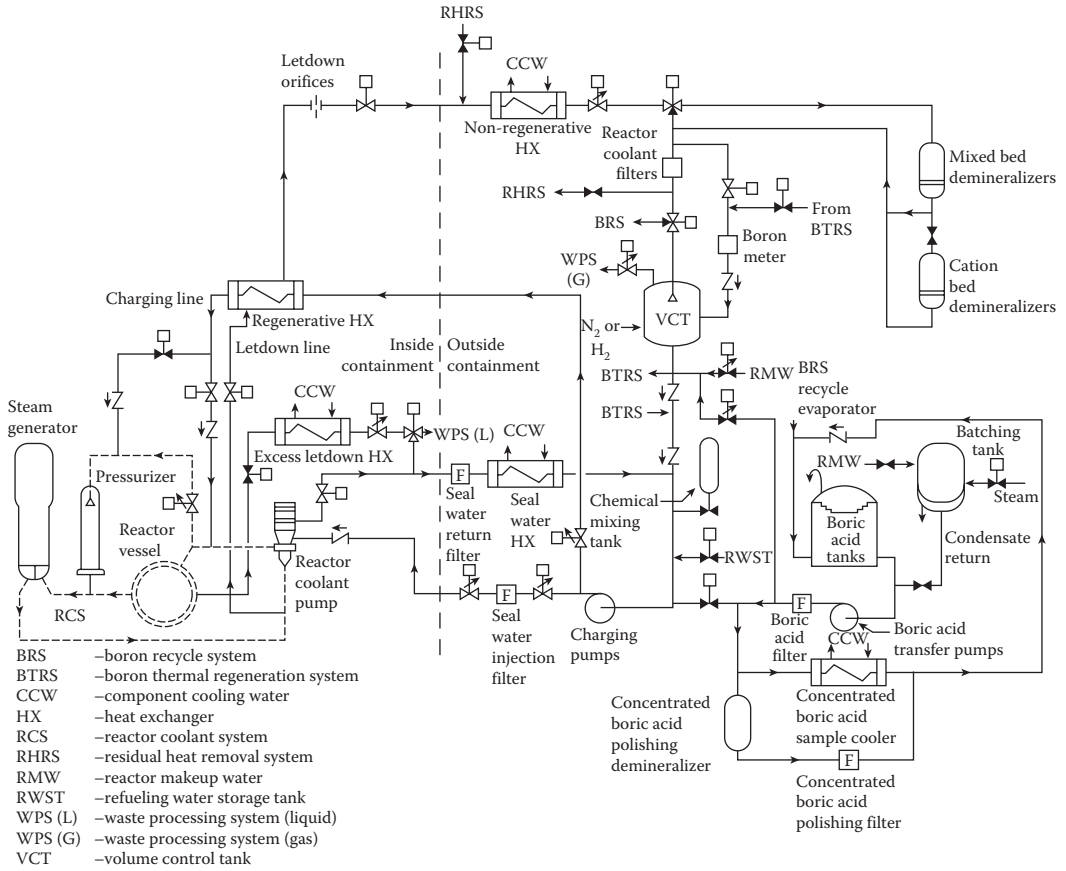 RHRS
Letdown
orifices
CCW
Non-regenerative
HX
Reactor
coolant
filters
Mixed bed
demineralizers
RHRS
From
BTRS
BRS
Boron
meter
WPS
(G)
Cation
bed
demineralizers
Charging line
Regenerative HX
VCT
N2 or
H2
Letdown line
Inside
containment
Outside
containment
BTRS
RMW
BRS
recycle
evaporator
CCW
BTRS
Steam
generator
WPS (L)
Excess letdown HX
CCW
Batching
tank
RMW
Steam
Pressurizer
F
Seal
water
return
filter
Seal
water
HX
Chemical
mixing
tank
Boric
acid
tanks
Condensate
return
Reactor
vessel
RWST
Reactor
coolant
pump
RCS
F
Seal
water
injection
filter
Charging
pumps
F
Boric
acid
filter
CCW
Boric acid
transfer pumps
Concentrated
boric acid
polishing
demineralizer
Concentrated
boric acid
sample cooler
F
Concentrated
boric acid
polishing filter
BRS –boron recycle system
BTRS –boron thermal regeneration system
CCW –component cooling water
HX –heat exchanger
RCS –reactor coolant system
RHRS –residual heat removal system
RMW –reactor makeup water
RWST –refueling water storage tank
WPS (L) –waste processing system (liquid)
WPS (G) –waste processing system (gas)
VCT –volume control tank